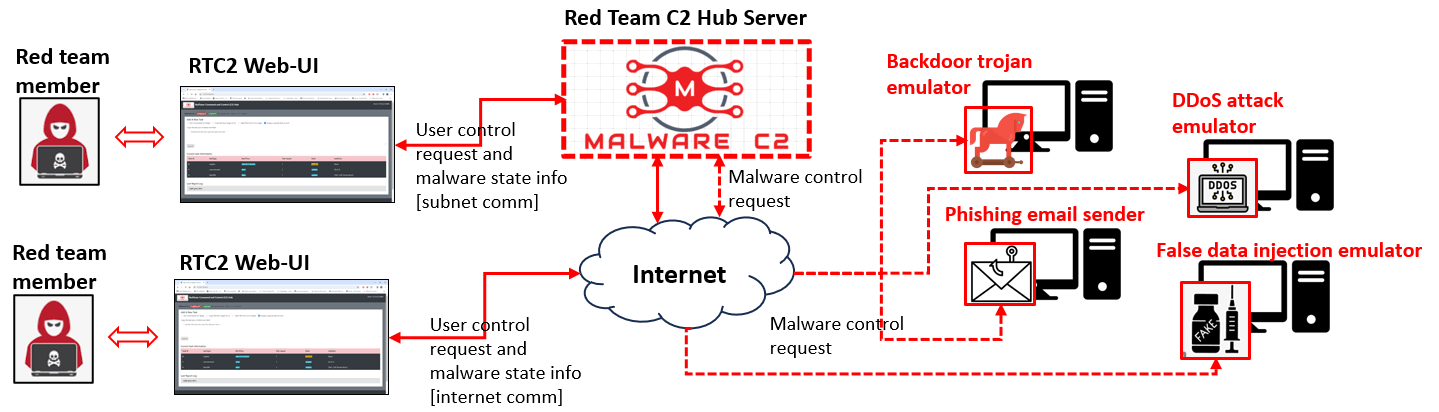 Red Team C2 Hub Server
Red team
member
RTC2 Web-UI
M
MALWARE C2
User control
request and
malware state info
[subnet comm]
Malware control
request
Backdoor trojan
emulator
DDoS attack
emulator
DDOS
Phishing email sender
False data injection emulator
FAKE
Red team
member
RTC2 Web-UI
Internet
User control
request and
malware state info
[internet comm]
Malware control
request